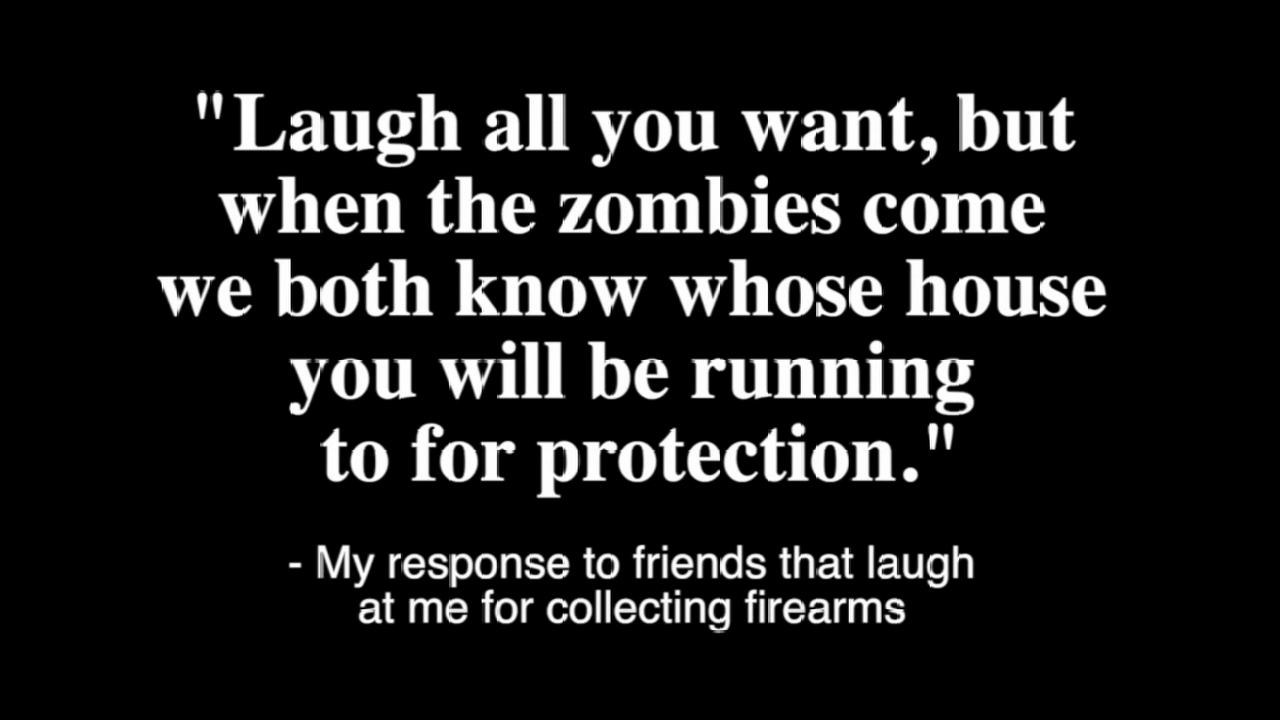 "Laugh all you want, but
when the zombies come
we both know whose house
you will be running
to for protection."
- My response to friends that laugh
at me for collecting firearms